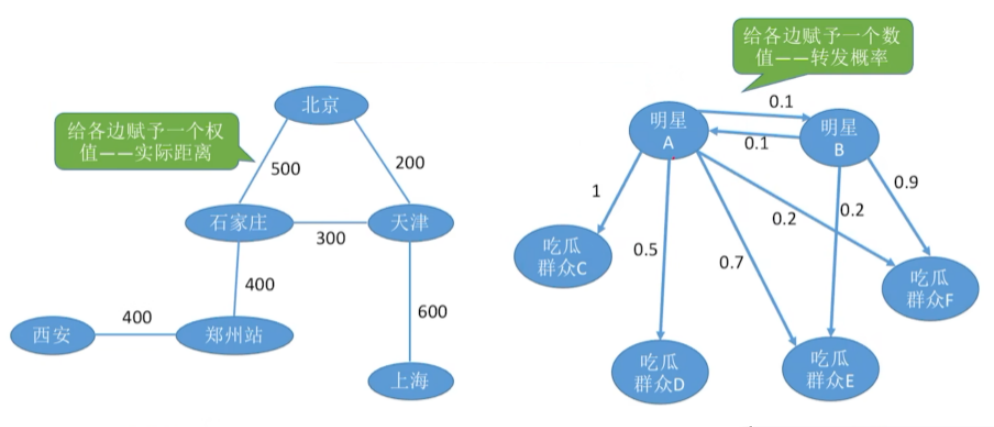 给各边赋予一个权
值——实际距离
北京
500
200
石家庄
300
天津
400
600
西安
400
郑州站
上海
给各边赋予一个数
值——转发概率
明星
A
0.1
0.1
明星
B
1
0.5
0.7
0.2
0.2
0.9
吃瓜
群众C
吃瓜
群众D
吃瓜
群众E
吃瓜
群众F